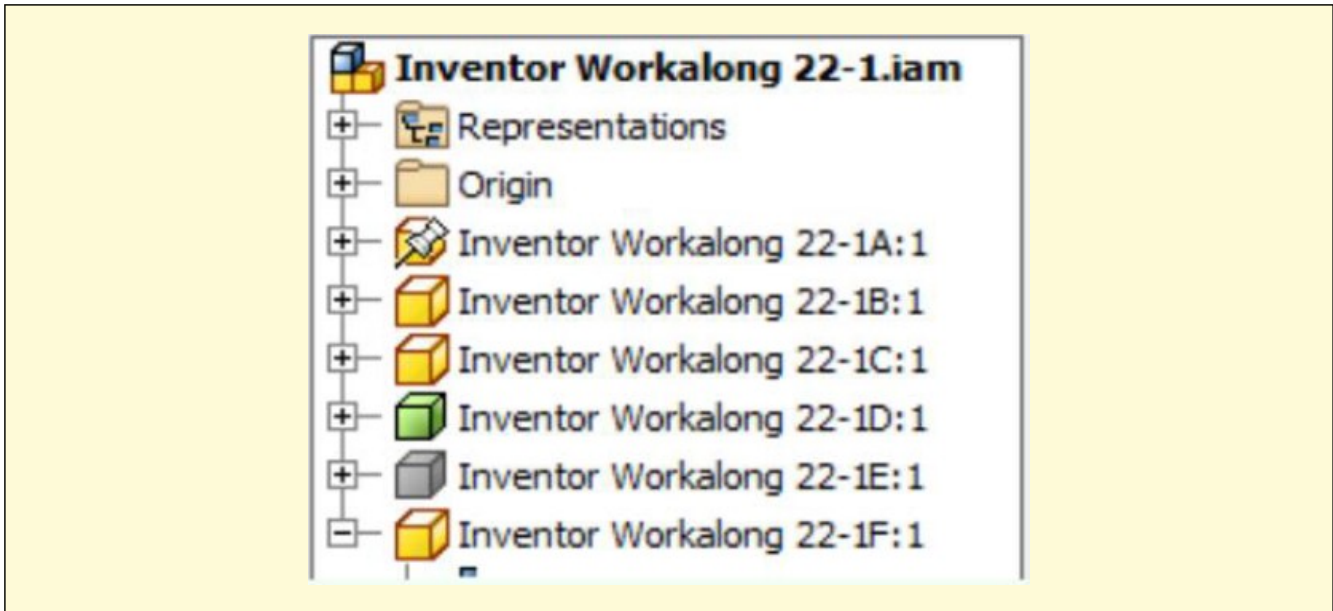 Inventor Workalong 22-1.iam
Representations
Origin
Inventor Workalong 22-1A:1
Inventor Workalong 22-1B:1
Inventor Workalong 22-1C:1
Inventor Workalong 22-1D:1
Inventor Workalong 22-1E:1
Inventor Workalong 22-1F:1